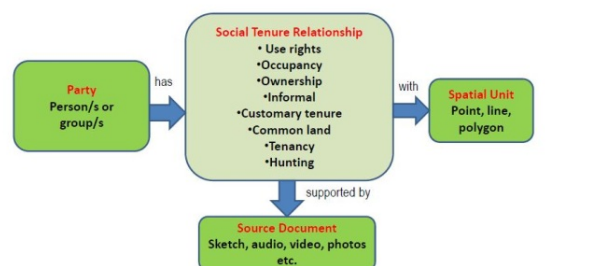 Social Tenure Relationship
• Use rights
•Occupancy
•Ownership
•Informal
•Customary tenure
•Common land
•Tenancy
•Hunting
Party
Person/s or
group/s
has
with
Spatial Unit
Point, line,
polygon
supported by
Source Document
Sketch, audio, video, photos
etc.